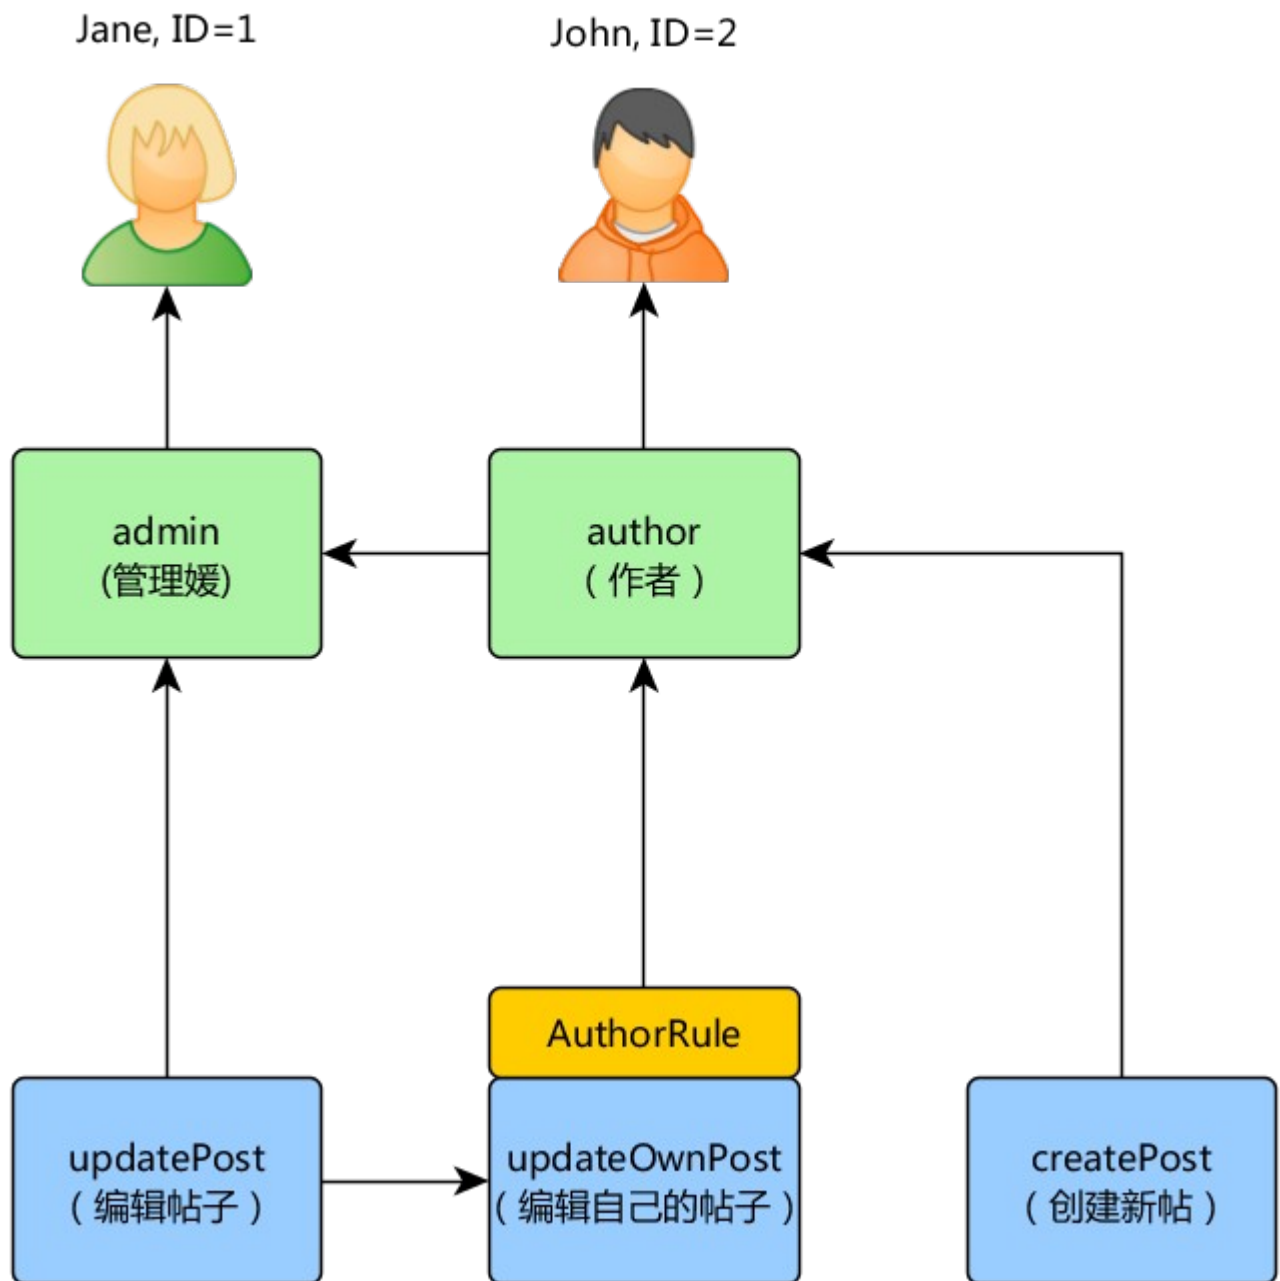 Jane, ID=1
John, ID=2
admin
(管理媛)
author
（作者）
AuthorRule
updatePost
（编辑帖子）
updateOwnPost
（编辑自己的帖子）
createPost
（创建新帖）